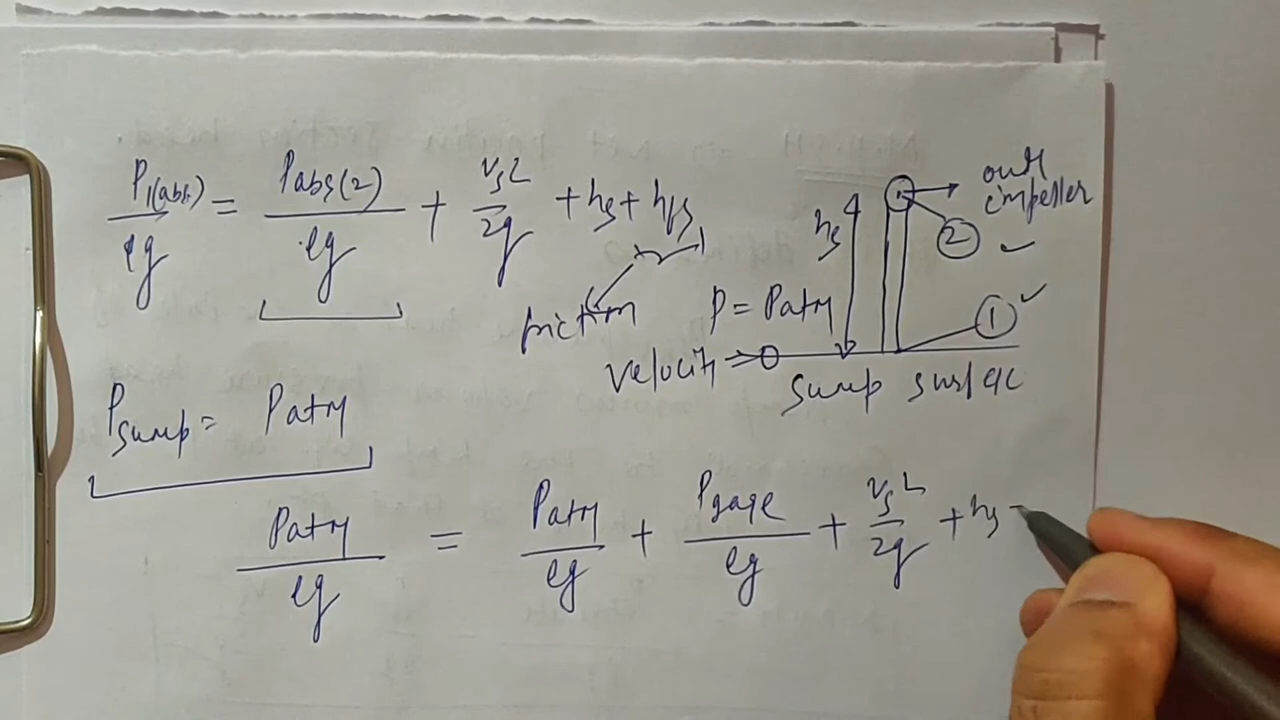 P1(abs)/ρg = Pabs(2)/ρg + Vs²/2g + hs + hfs
friction
hs
our
impeller
2
1
P = Patm
velocity => 0
sump surface
Psump = Patm
Patm/ρg = Patm/ρg + Pgage/ρg + Vs²/2g + hs